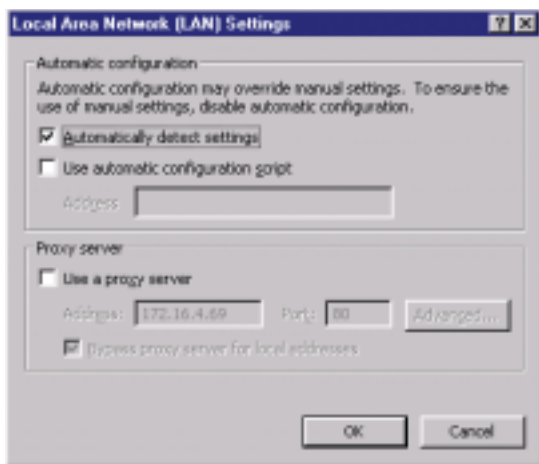 Local Area Network (LAN) Settings
Automatic configuration
Automatic configuration may override manual settings. To ensure the
use of manual settings, disable automatic configuration.
Automatically detect settings
Use automatic configuration script
Address
Proxy server
Use a proxy server
Address: 172.16.4.69 Port: 80 Advanced...
Bypass proxy server for local addresses
OK Cancel